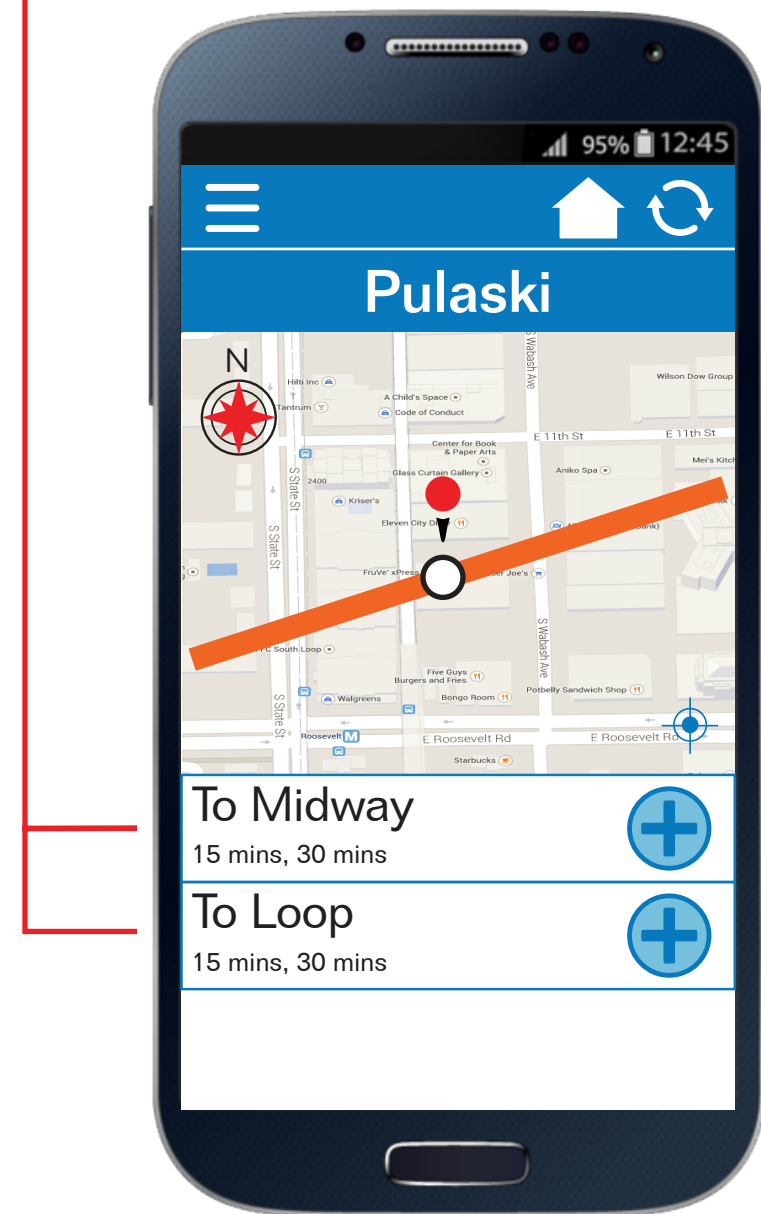 95% 12:45
Pulaski
N
Hilti Inc
Tantrum
A Child's Space
Code of Conduct
S Wabash Ave
Wilson Dow Group
E 11th St
E 11th St
Center for Book
& Paper Arts
Glass Curtain Gallery
Aniko Spa
Mei's Kitch
S State St
2400
Kriser's
Eleven City
S State St
FruVe' xPress
Joe's
South Loop
S Wabash Ave
Five Guys
Burgers and Fries
Potbelly Sandwich Shop
S State St
Walgreens
Bongo Room
Roosevelt M
E Roosevelt Rd
E Roosevelt Rd
Starbucks
To Midway
15 mins, 30 mins
To Loop
15 mins, 30 mins